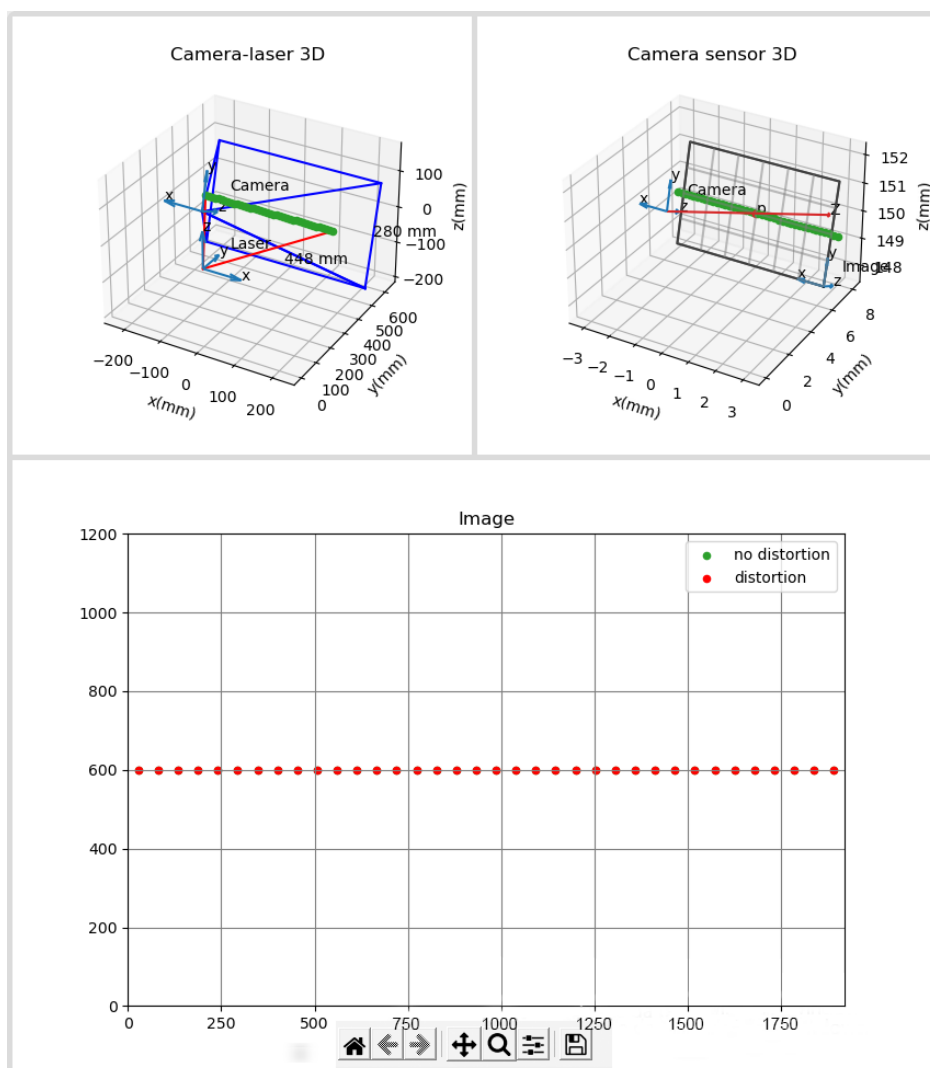 Camera-laser 3D
y
x
Camera
z
z
Laser
y
x
280 mm
448 mm
100
0
−100
−200
z(mm)
−200
−100
0
100
200
x(mm)
0
100
200
300
400
500
600
y(mm)
Camera sensor 3D
y
x
Camera
z
p
Z
y
Image
x
z
152
151
150
149
148
z(mm)
−3
−2
−1
0
1
2
3
x(mm)
0
2
4
6
8
y(mm)
Image
no distortion
distortion
1200
1000
800
600
400
200
0
0 250 500 750 1000 1250 1500 1750